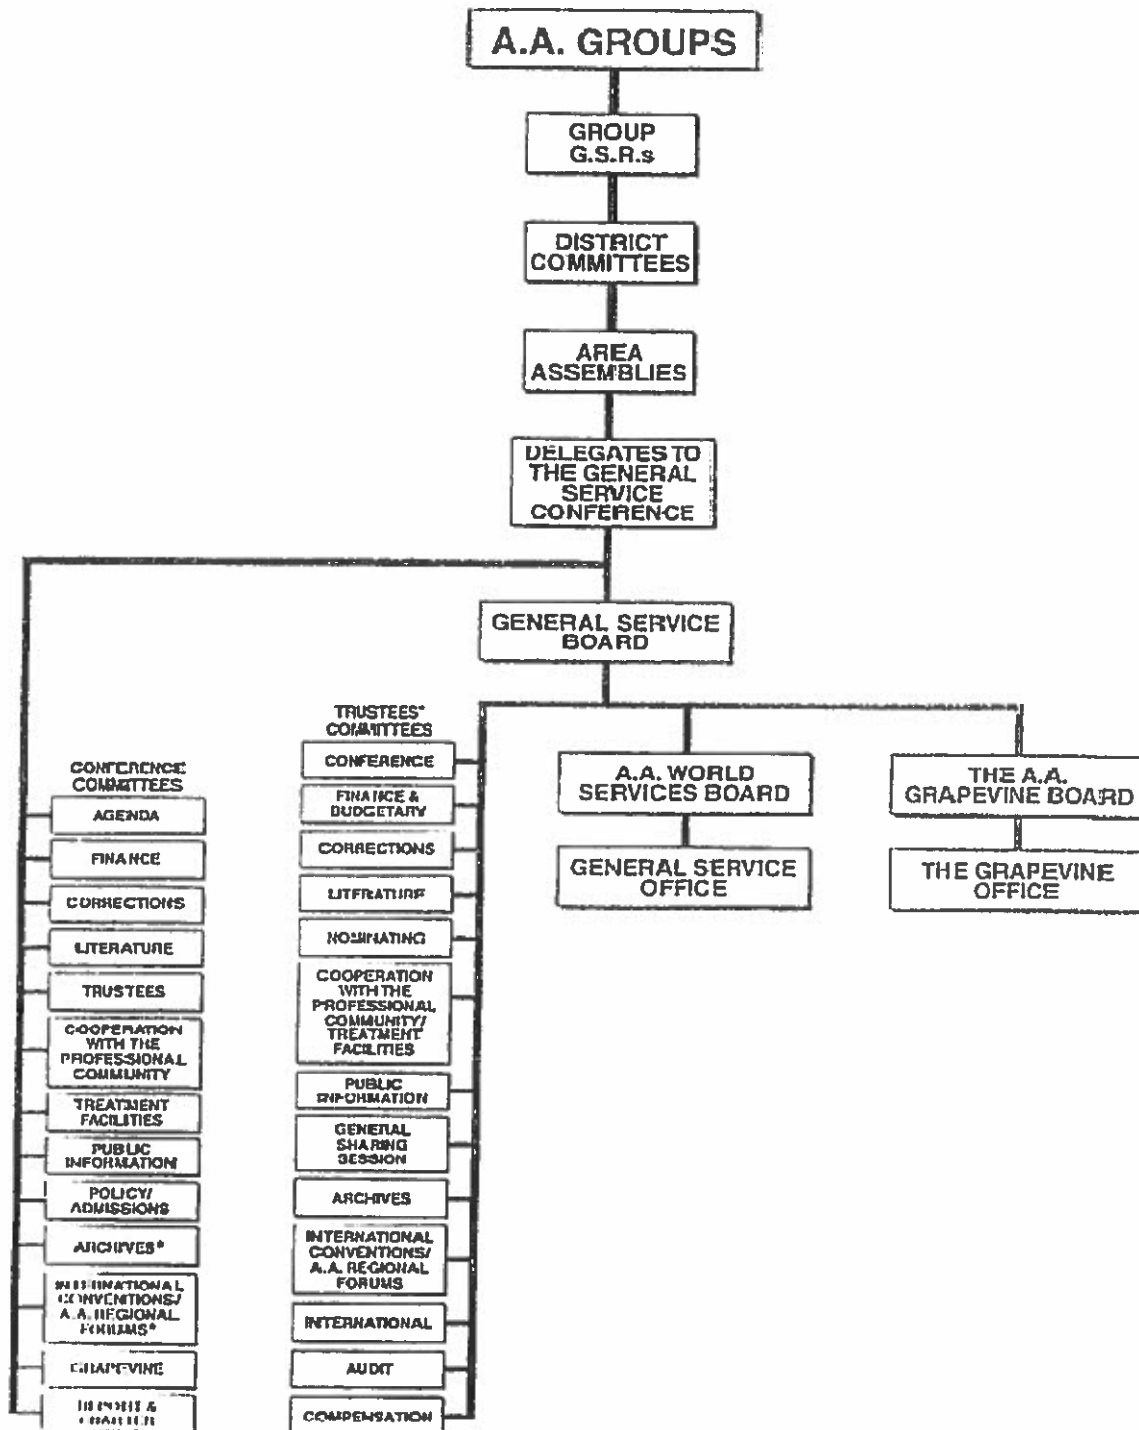 A.A. GROUPS
GROUP
G.S.R.s
DISTRICT
COMMITTEES
AREA
ASSEMBLIES
DELEGATES TO
THE GENERAL
SERVICE
CONFERENCE
GENERAL SERVICE
BOARD
CONFERENCE
COMMITTEES
AGENDA
FINANCE
CORRECTIONS
LITERATURE
TRUSTEES
COOPERATION
WITH THE
PROFESSIONAL
COMMUNITY
TREATMENT
FACILITIES
PUBLIC
INFORMATION
POLICY/
ADMISSIONS
ARCHIVES*
INTERNATIONAL
CONVENTIONS/
A.A. REGIONAL
FORUMS*
GRAPEVINE
REPORT &
CHARTER
TRUSTEES'
COMMITTEES
CONFERENCE
FINANCE &
BUDGETARY
CORRECTIONS
LITERATURE
NOMINATING
COOPERATION
WITH THE
PROFESSIONAL
COMMUNITY/
TREATMENT
FACILITIES
PUBLIC
INFORMATION
GENERAL
SHARING
SESSION
ARCHIVES
INTERNATIONAL
CONVENTIONS/
A.A. REGIONAL
FORUMS
INTERNATIONAL
AUDIT
COMPENSATION
A.A. WORLD
SERVICES BOARD
GENERAL SERVICE
OFFICE
THE A.A.
GRAPEVINE BOARD
THE GRAPEVINE
OFFICE